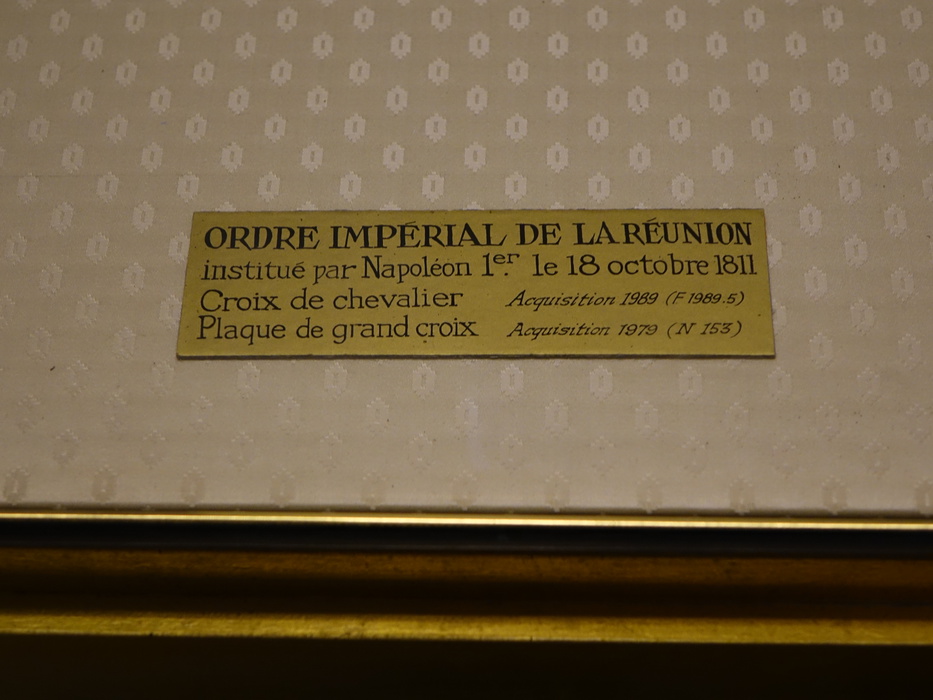 ORDRE IMPÉRIAL DE LA RÉUNION
institué par Napoléon 1er. le 18 octobre 1811
Croix de chevalier Acquisition 1989 (F 1989.5)
Plaque de grand croix Acquisition 1979 (N 153)